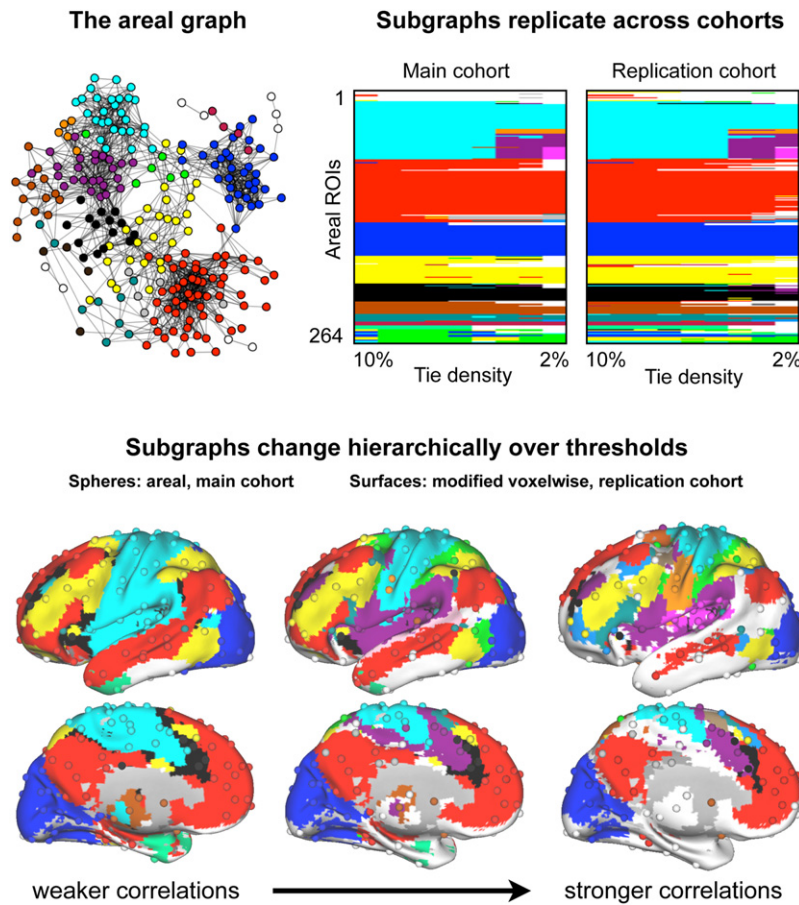 The areal graph
Subgraphs replicate across cohorts
Main cohort
Replication cohort
Areal ROIs
1
264
10%
2%
Tie density
10%
2%
Tie density
Subgraphs change hierarchically over thresholds
Spheres: areal, main cohort
Surfaces: modified voxelwise, replication cohort
weaker correlations
stronger correlations